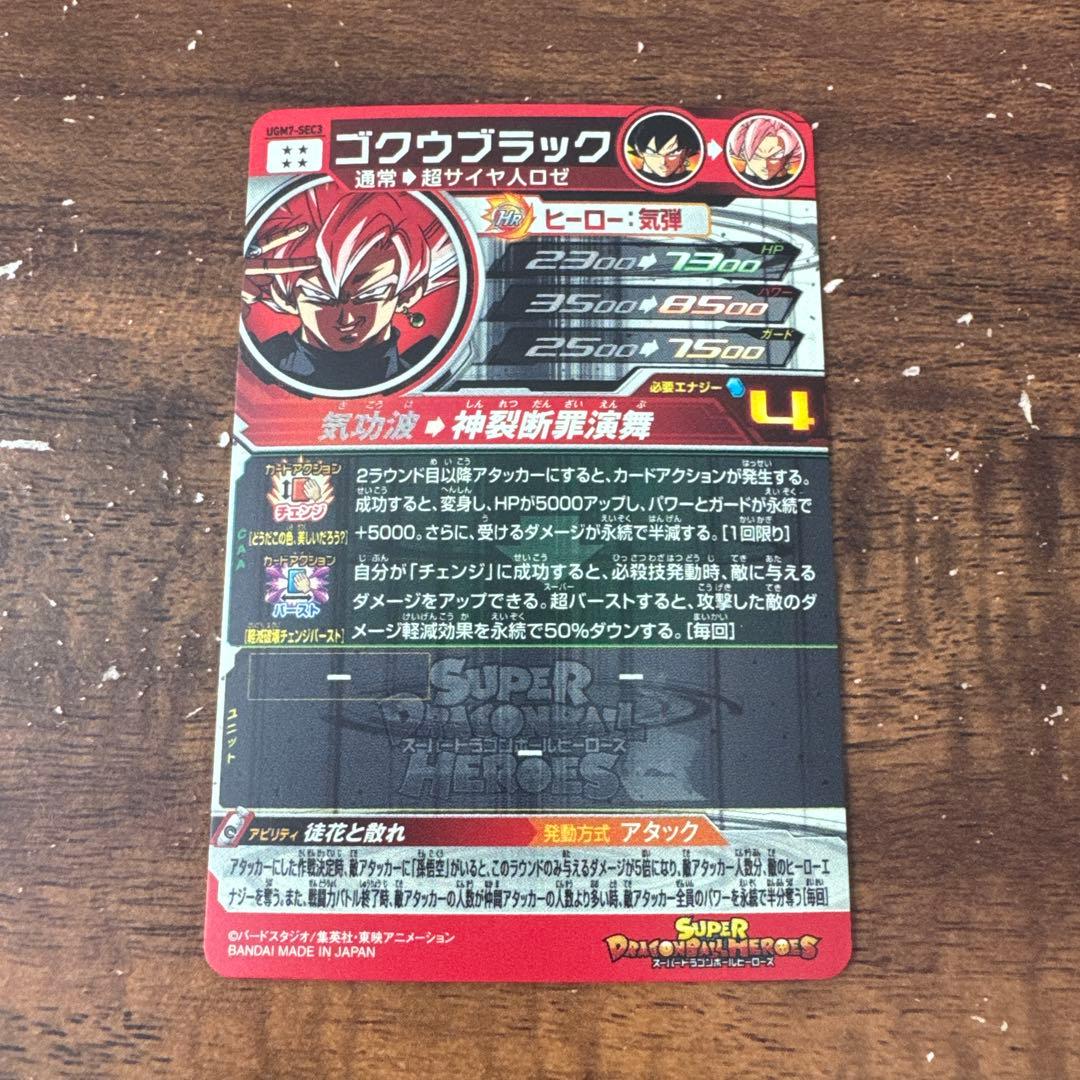 UGM7-SEC3
ゴクウブラック
通常➡超サイヤ人ロゼ
HR ヒーロー:気弾
HP
2300➡7300
パワー
3500➡8500
ガード
2500➡7500
必要エナジー 4
気功波➡神裂断罪演舞
CAA
カードアクション
チェンジ
[どうだこの色、美しいだろう?]
2ラウンド目以降アタッカーにすると、カードアクションが発生する。
成功すると、変身し、HPが5000アップし、パワーとガードが永続で
+5000。さらに、受けるダメージが永続で半減する。[1回限り]
カードアクション
バースト
[軽減破壊チェンジバースト]
自分が「チェンジ」に成功すると、必殺技発動時、敵に与える
ダメージをアップできる。超バーストすると、攻撃した敵のダ
メージ軽減効果を永続で50%ダウンする。[毎回]
ユニット
SUPER
DRAGONBALL
スーパードラゴンボールヒーローズ
HEROES
アビリティ 徒花と散れ 発動方式 アタック
アタッカーにした作戦決定時、敵アタッカーに「孫悟空」がいると、このラウンドのみ与えるダメージが5倍になり、敵アタッカー人数分、敵のヒーローエ
ナジーを奪う。また、戦闘力バトル終了時、敵アタッカーの人数が仲間アタッカーの人数より多い時、敵アタッカー全員のパワーを永続で半分奪う[毎回]
©バードスタジオ/集英社・東映アニメーション
BANDAI MADE IN JAPAN
SUPER
DRAGONBALL HEROES
スーパードラゴンボールヒーローズ